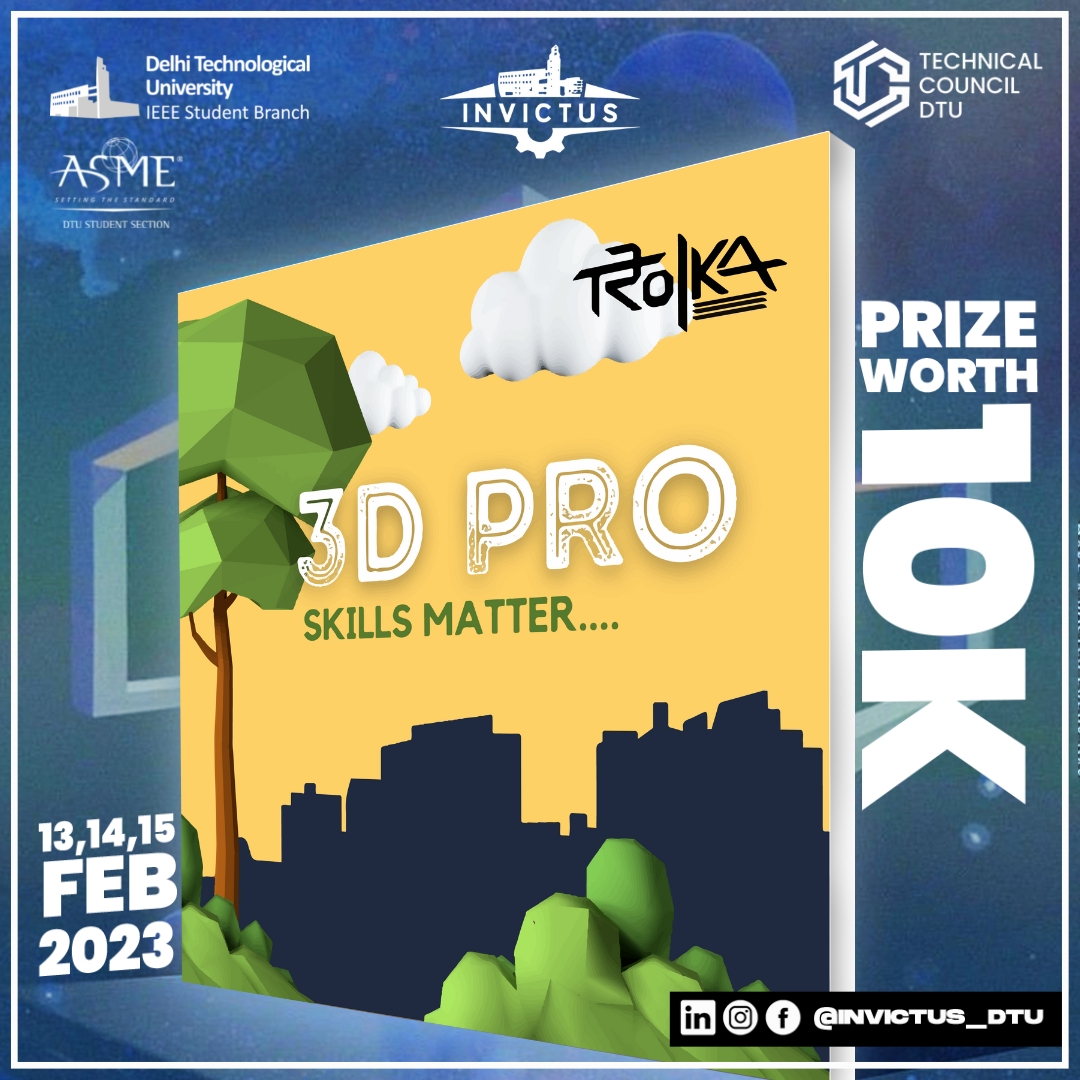 Delhi Technological
University
IEEE Student Branch
ASME®
SETTING THE STANDARD
DTU STUDENT SECTION
INVICTUS
TECHNICAL
COUNCIL
DTU
TROIKA
3D PRO
SKILLS MATTER....
PRIZE
WORTH
10K
13,14,15
FEB
2023
in f @INVICTUS_DTU